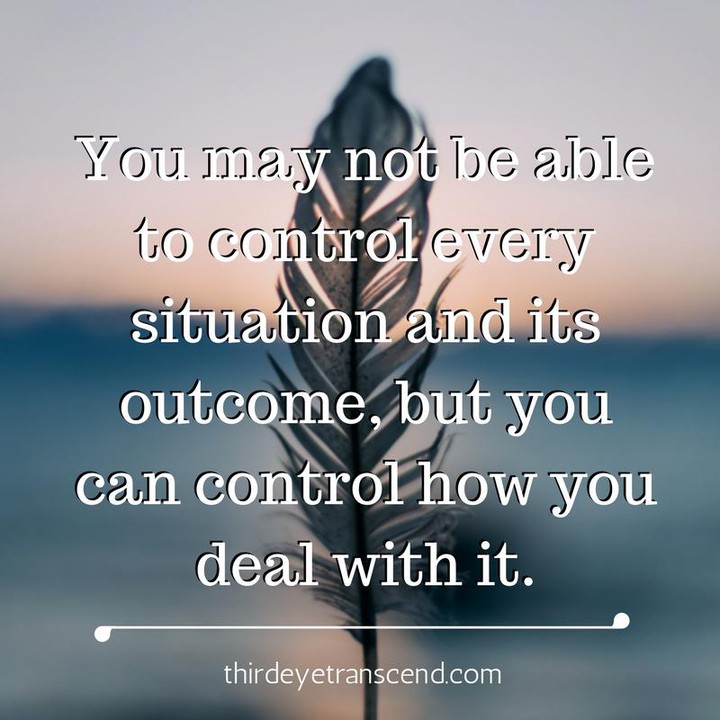 You may not be able
to control every
situation and its
outcome, but you
can control how you
deal with it.
thirdeyetranscend.com